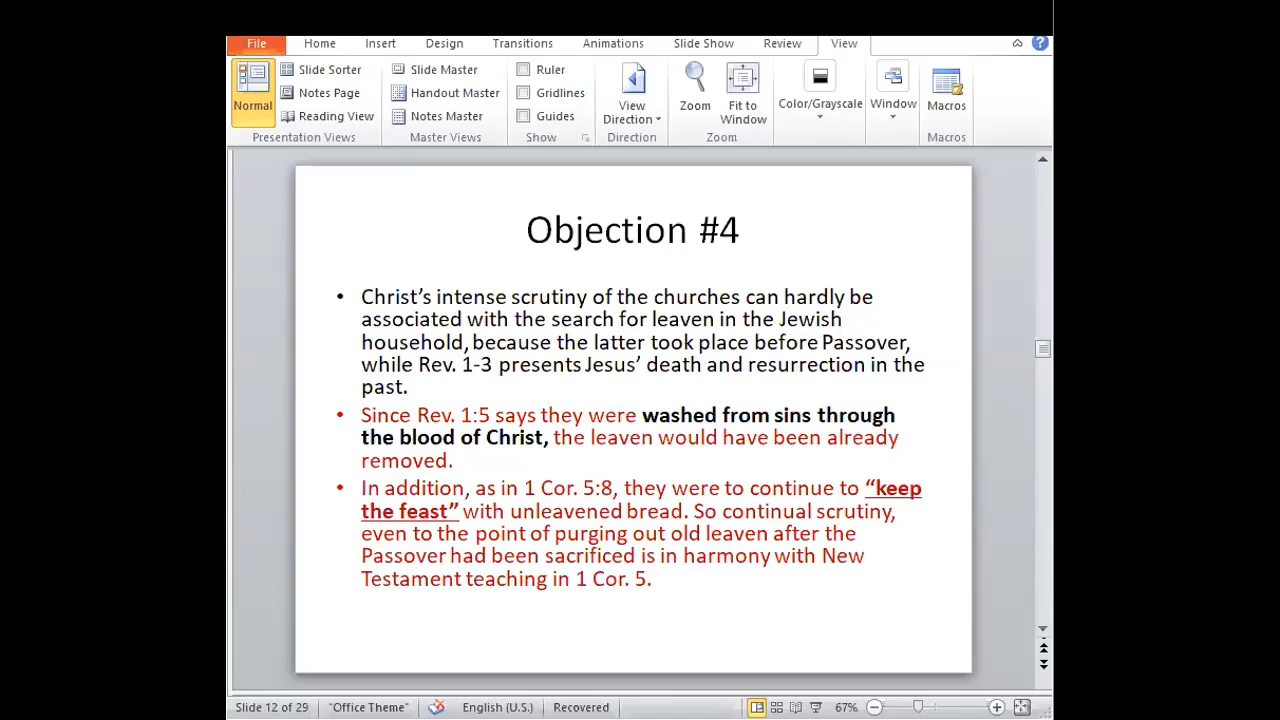 File Home Insert Design Transitions Animations Slide Show Review View
Normal
Slide Sorter
Notes Page
Reading View
Presentation Views
Slide Master
Handout Master
Notes Master
Master Views
Ruler
Gridlines
Guides
Show
View
Direction
Direction
Zoom
Fit to
Window
Zoom
Color/Grayscale
Window
Macros
Macros
Objection #4
• Christ’s intense scrutiny of the churches can hardly be
associated with the search for leaven in the Jewish
household, because the latter took place before Passover,
while Rev. 1-3 presents Jesus’ death and resurrection in the
past.
• Since Rev. 1:5 says they were washed from sins through
the blood of Christ, the leaven would have been already
removed.
• In addition, as in 1 Cor. 5:8, they were to continue to “keep
the feast” with unleavened bread. So continual scrutiny,
even to the point of purging out old leaven after the
Passover had been sacrificed is in harmony with New
Testament teaching in 1 Cor. 5.
Slide 12 of 29 "Office Theme" English (U.S.) Recovered 67%